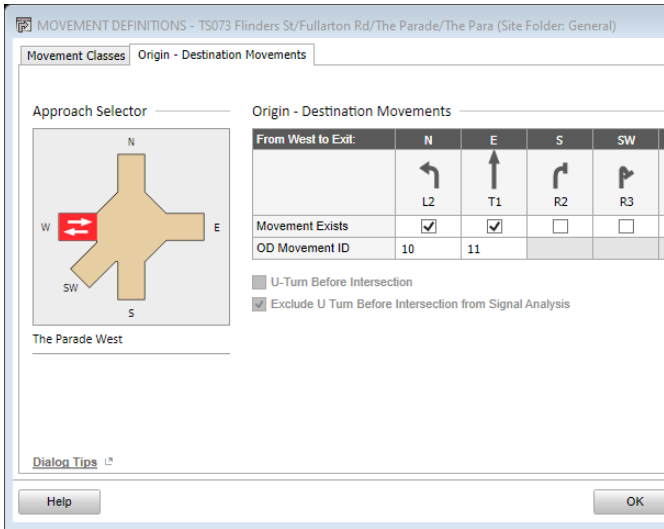 MOVEMENT DEFINITIONS - TS073 Flinders St/Fullarton Rd/The Parade/The Para (Site Folder: General)
Movement Classes Origin - Destination Movements
Approach Selector
N
W
E
SW
S
The Parade West
Origin - Destination Movements
From West to Exit: N E S SW
L2 T1 R2 R3
Movement Exists
OD Movement ID 10 11
U-Turn Before Intersection
Exclude U Turn Before Intersection from Signal Analysis
Dialog Tips
Help OK